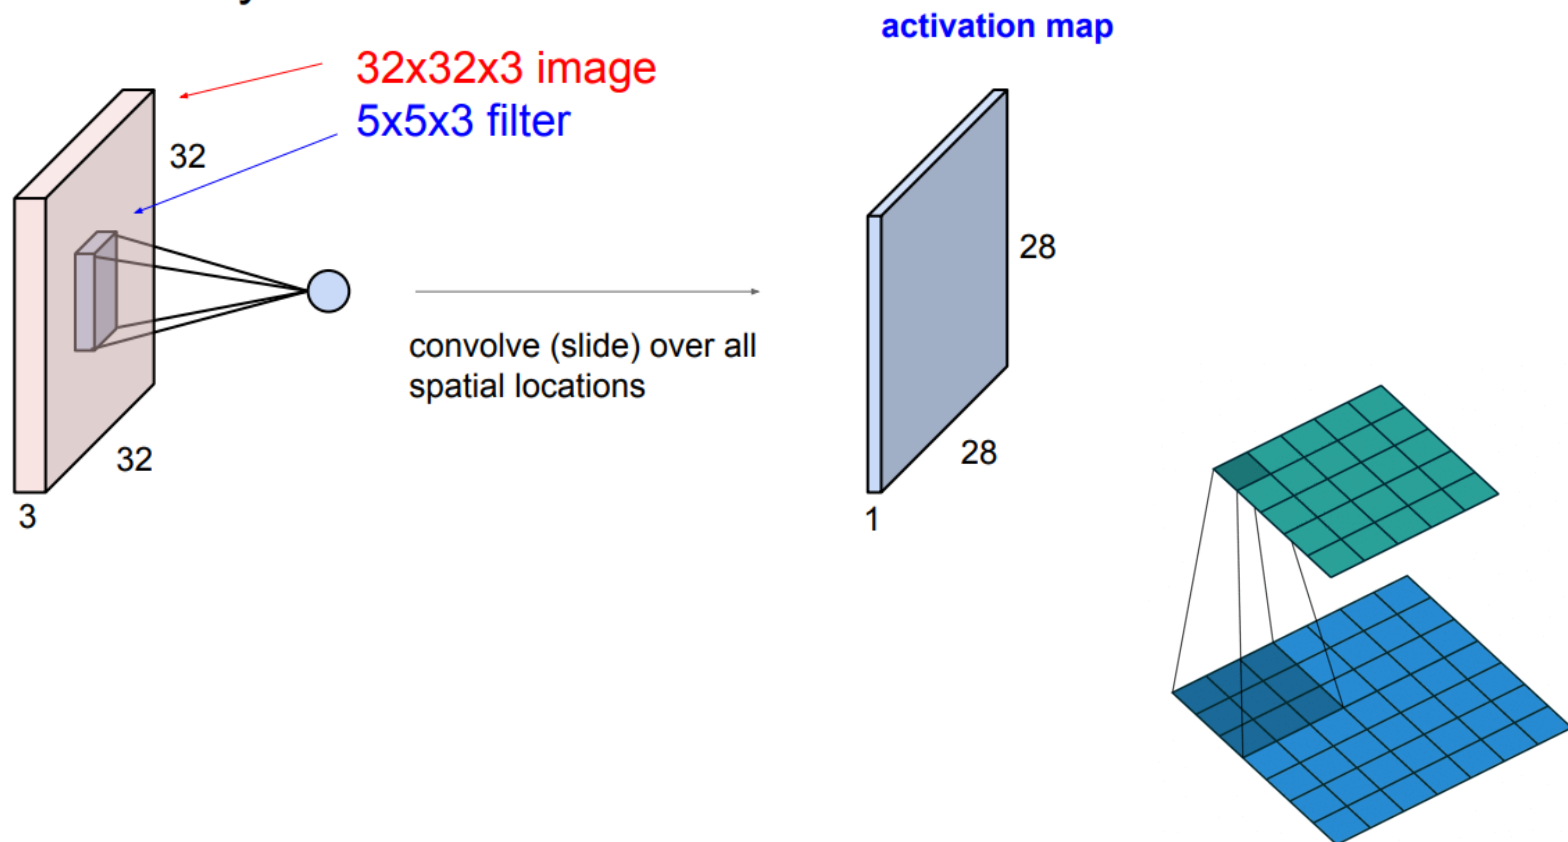 activation map
32x32x3 image
5x5x3 filter
32
28
convolve (slide) over all
spatial locations
32
28
3
1